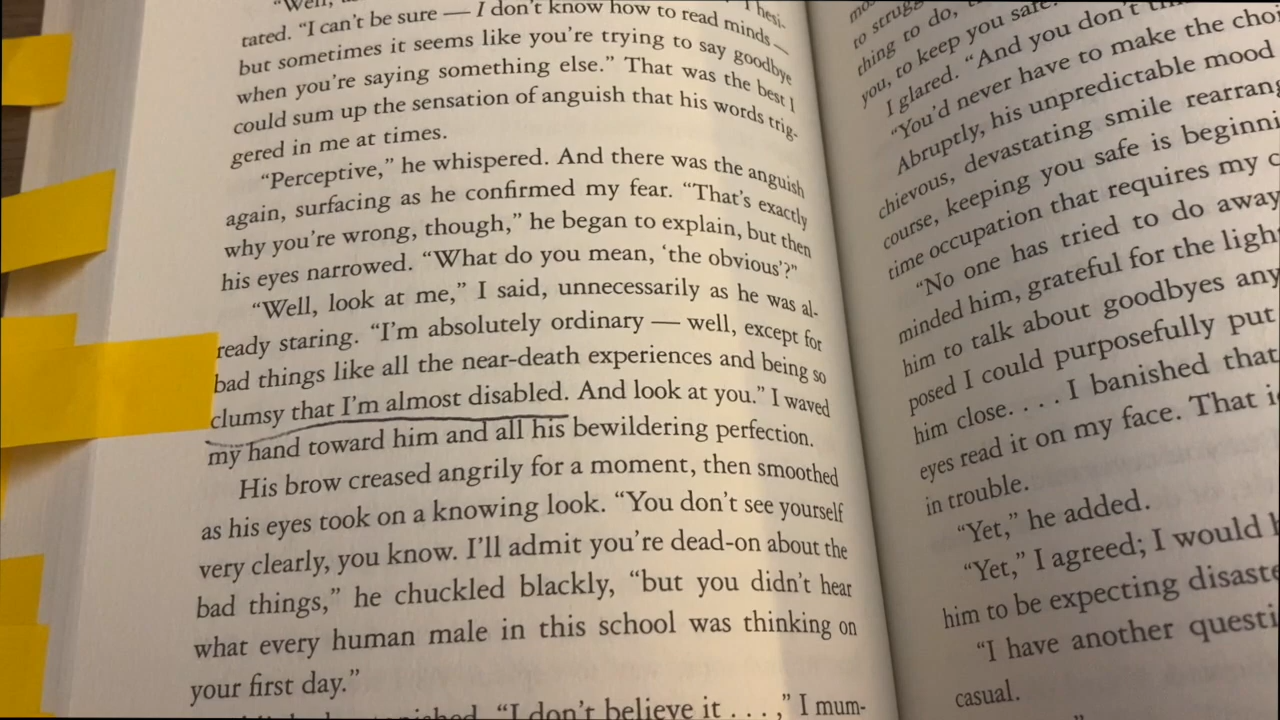 "Well,
I hesi-
tated. "I can't be sure — I don't know how to read minds —
but sometimes it seems like you're trying to say goodbye
when you're saying something else." That was the best I
could sum up the sensation of anguish that his words trig-
gered in me at times.
"Perceptive," he whispered. And there was the anguish
again, surfacing as he confirmed my fear. "That's exactly
why you're wrong, though," he began to explain, but then
his eyes narrowed. "What do you mean, 'the obvious'?"
"Well, look at me," I said, unnecessarily as he was al-
ready staring. "I'm absolutely ordinary — well, except for
bad things like all the near-death experiences and being so
clumsy that I'm almost disabled. And look at you." I waved
my hand toward him and all his bewildering perfection.
His brow creased angrily for a moment, then smoothed
as his eyes took on a knowing look. "You don't see yourself
very clearly, you know. I'll admit you're dead-on about the
bad things," he chuckled blackly, "but you didn't hear
what every human male in this school was thinking on
your first day."
"I don't believe it . . . ," I mum-
to
thing to do,
you, to keep you safe.
I glared. "And you don't
"You'd never have to make the
Abruptly, his unpredictable mood
chievous, devastating smile
course, keeping you safe is
time occupation that requires my
"No one has tried to do away
minded him, grateful for the
him to talk about goodbyes
posed I could purposefully put
him close. . . . I banished that
eyes read it on my face. That
in trouble.
"Yet," he added.
"Yet," I agreed; I would
him to be expecting
"I have another
casual.